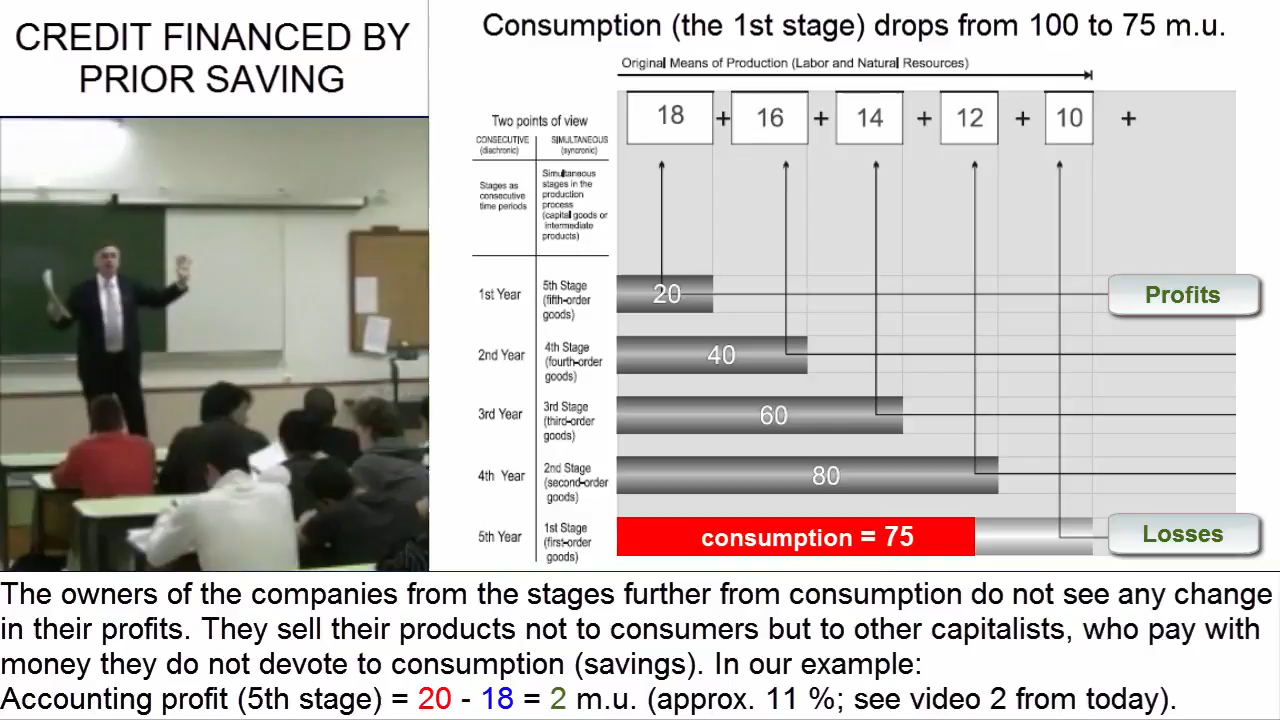 CREDIT FINANCED BY
PRIOR SAVING
Consumption (the 1st stage) drops from 100 to 75 m.u.
Original Means of Production (Labor and Natural Resources)
18 + 16 + 14 + 12 + 10 +
Two points of view
CONSECUTIVE
(diachronic)
SIMULTANEOUS
(syncronic)
Stages as
consecutive
time periods
Simultaneous
stages in the
production
process
(capital goods or
intermediate
products)
1st Year
5th Stage
(fifth-order
goods)
20
Profits
2nd Year
4th Stage
(fourth-order
goods)
40
3rd Year
3rd Stage
(third-order
goods)
60
4th Year
2nd Stage
(second-order
goods)
80
5th Year
1st Stage
(first-order
goods)
consumption = 75
Losses
The owners of the companies from the stages further from consumption do not see any change
in their profits. They sell their products not to consumers but to other capitalists, who pay with
money they do not devote to consumption (savings). In our example:
Accounting profit (5th stage) = 20 - 18 = 2 m.u. (approx. 11 %; see video 2 from today).